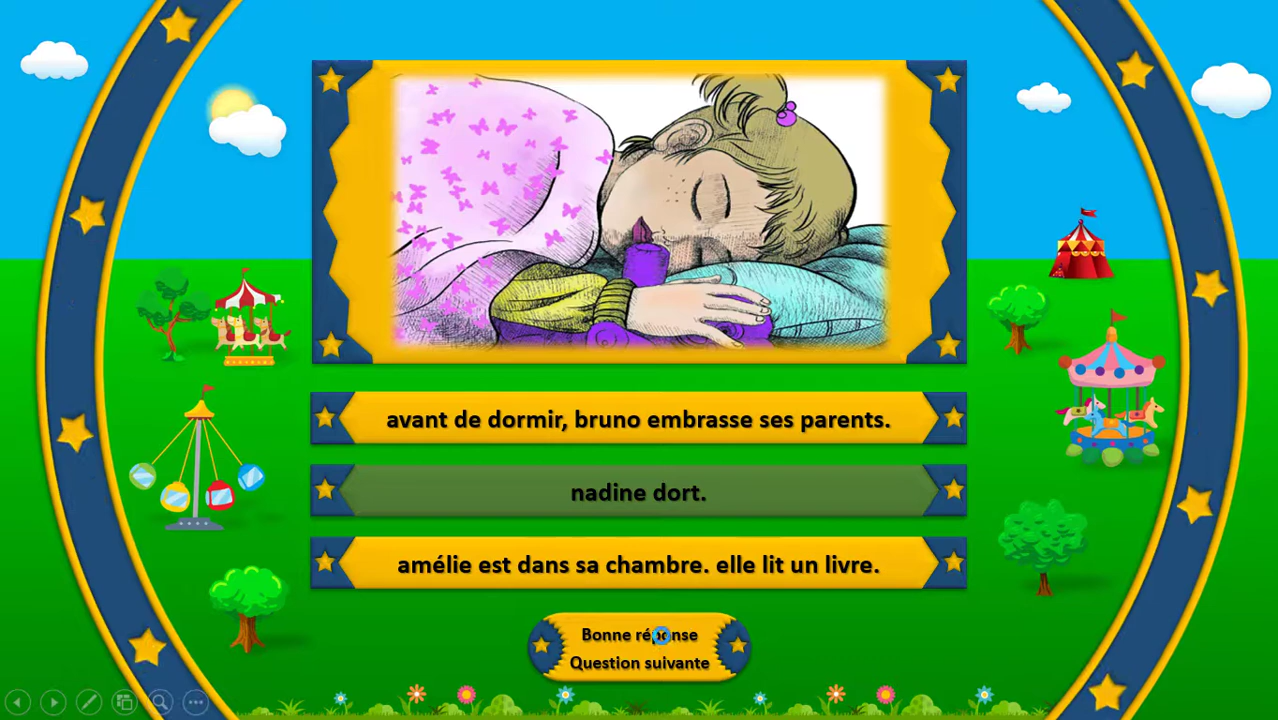 avant de dormir, bruno embrasse ses parents.
nadine dort.
amélie est dans sa chambre. elle lit un livre.
Bonne réponse
Question suivante